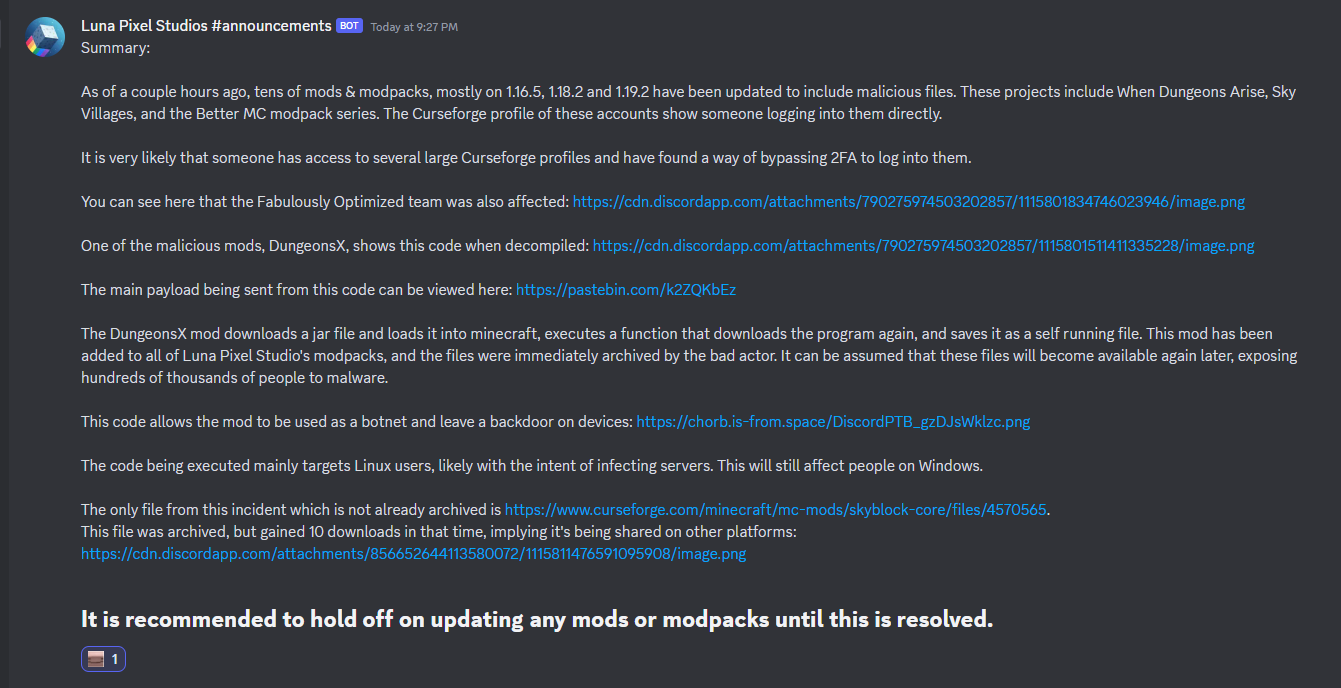 Luna Pixel Studios #announcements BOT Today at 9:27 PM
Summary:
As of a couple hours ago, tens of mods & modpacks, mostly on 1.16.5, 1.18.2 and 1.19.2 have been updated to include malicious files. These projects include When Dungeons Arise, Sky
Villages, and the Better MC modpack series. The Curseforge profile of these accounts show someone logging into them directly.
It is very likely that someone has access to several large Curseforge profiles and have found a way of bypassing 2FA to log into them.
You can see here that the Fabulously Optimized team was also affected: https://cdn.discordapp.com/attachments/790275974503202857/1115801834746023946/image.png
One of the malicious mods, DungeonsX, shows this code when decompiled: https://cdn.discordapp.com/attachments/790275974503202857/1115801511411335228/image.png
The main payload being sent from this code can be viewed here: https://pastebin.com/k2ZQKbEz
The DungeonsX mod downloads a jar file and loads it into minecraft, executes a function that downloads the program again, and saves it as a self running file. This mod has been
added to all of Luna Pixel Studio's modpacks, and the files were immediately archived by the bad actor. It can be assumed that these files will become available again later, exposing
hundreds of thousands of people to malware.
This code allows the mod to be used as a botnet and leave a backdoor on devices: https://chorb.is-from.space/DiscordPTB_gzDJsWklzc.png
The code being executed mainly targets Linux users, likely with the intent of infecting servers. This will still affect people on Windows.
The only file from this incident which is not already archived is https://www.curseforge.com/minecraft/mc-mods/skyblock-core/files/4570565.
This file was archived, but gained 10 downloads in that time, implying it's being shared on other platforms:
https://cdn.discordapp.com/attachments/856652644113580072/1115811476591095908/image.png
It is recommended to hold off on updating any mods or modpacks until this is resolved.
1